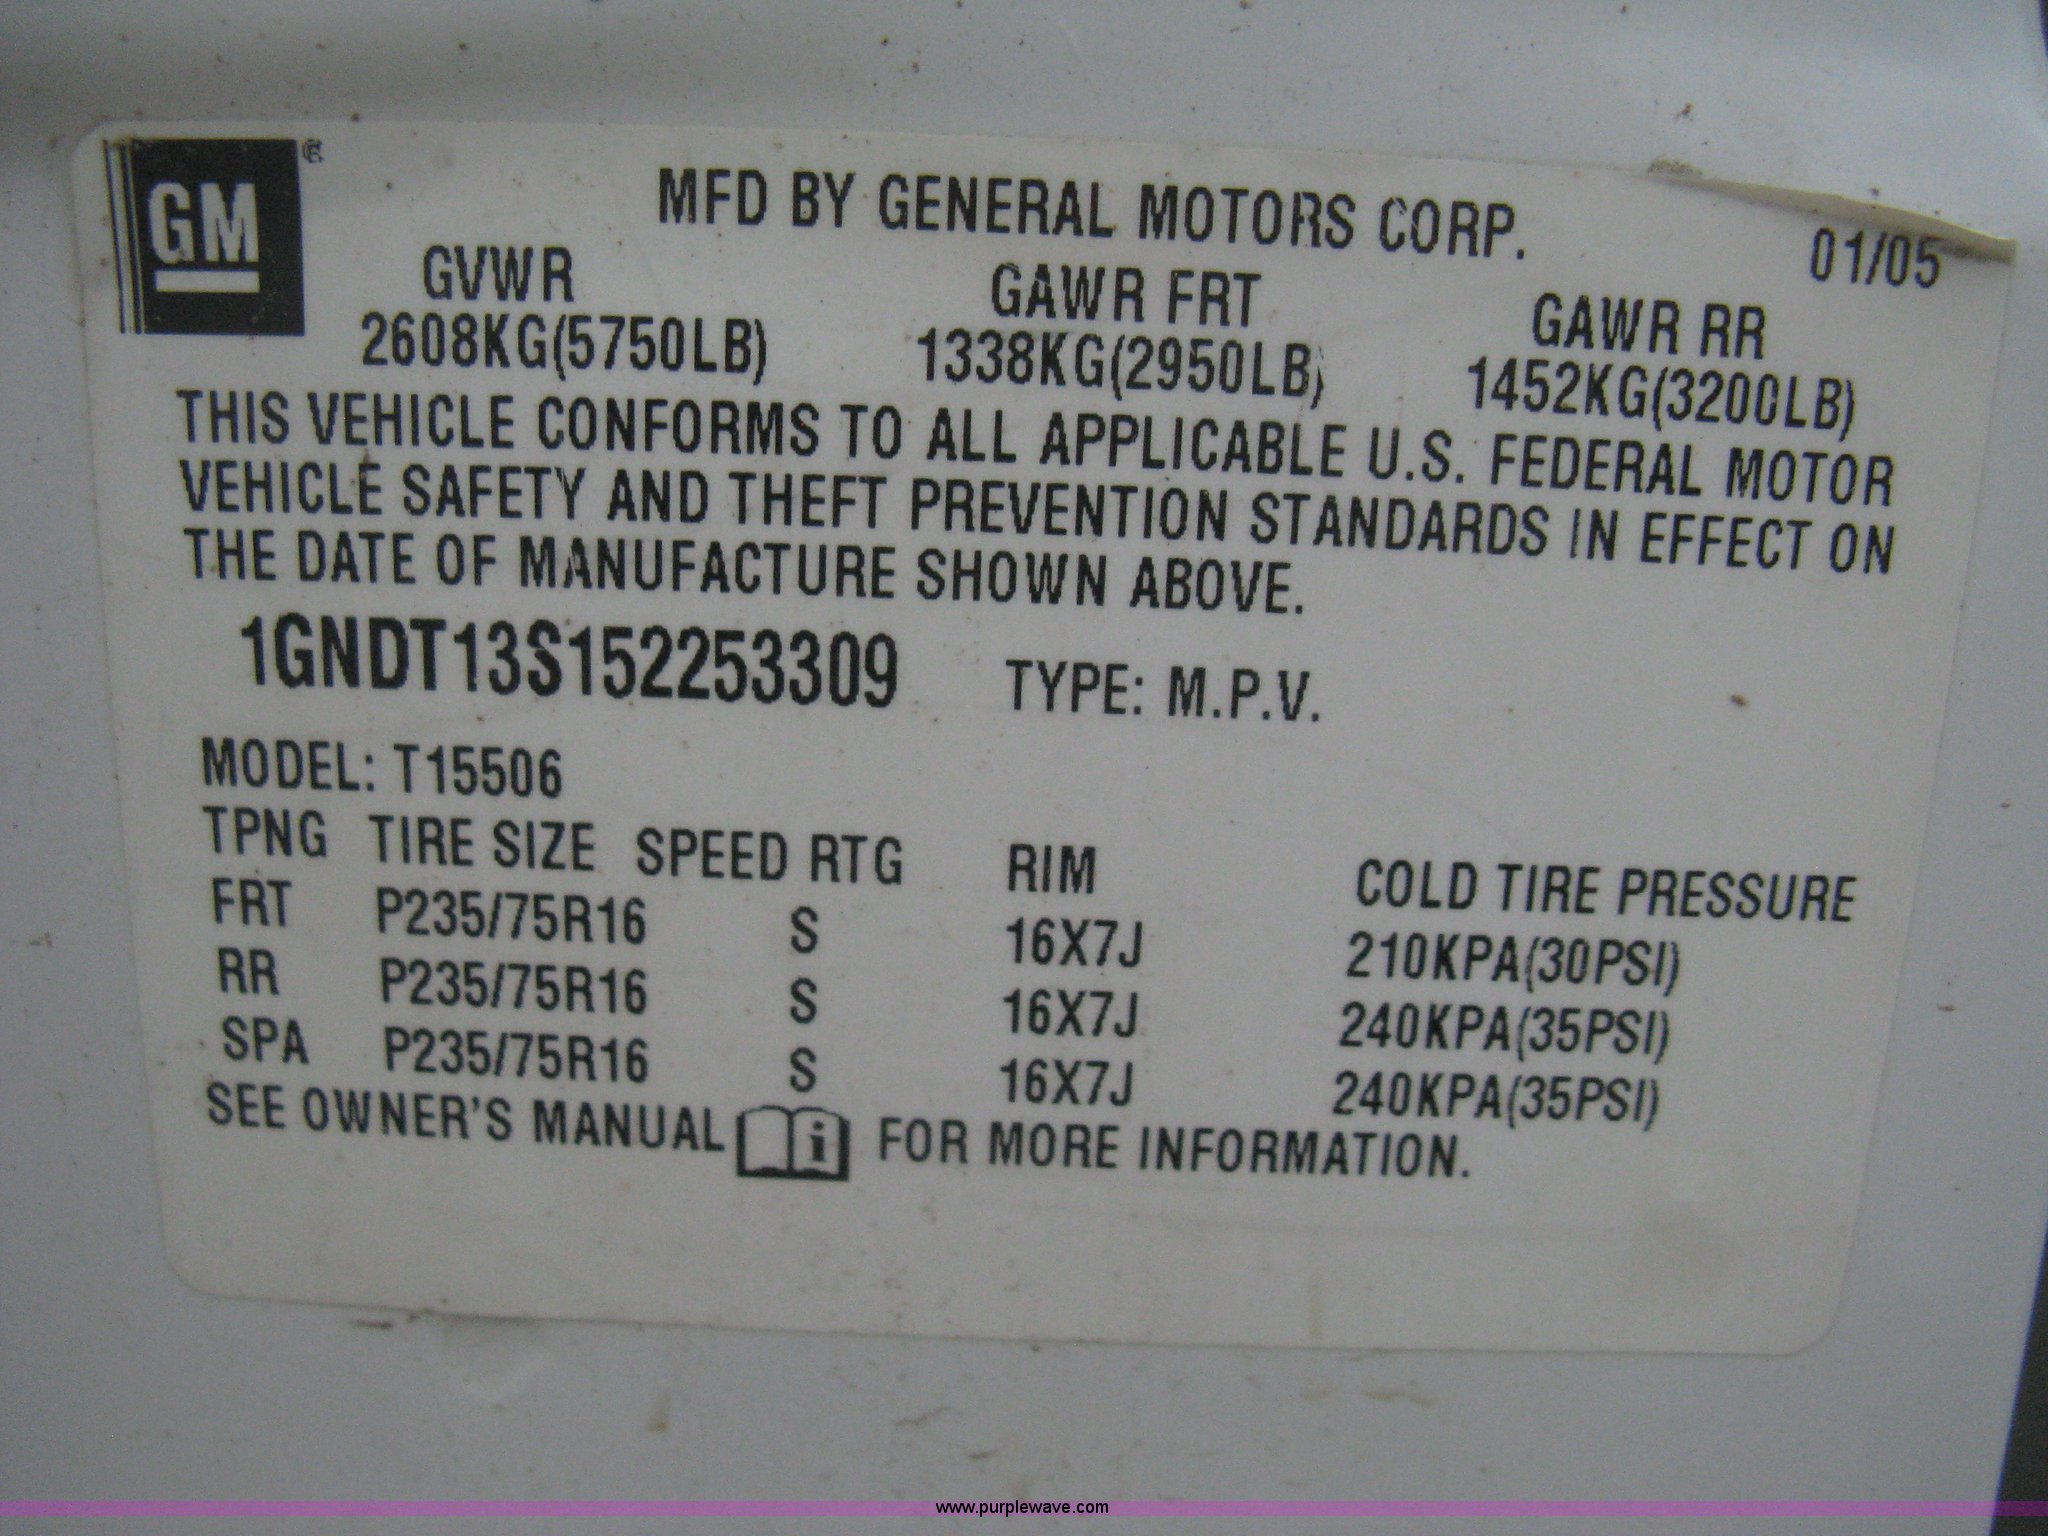 GM ®
MFD BY GENERAL MOTORS CORP.
01/05
GVWR GAWR FRT GAWR RR
2608KG(5750LB) 1338KG(2950LB) 1452KG(3200LB)
THIS VEHICLE CONFORMS TO ALL APPLICABLE U.S. FEDERAL MOTOR
VEHICLE SAFETY AND THEFT PREVENTION STANDARDS IN EFFECT ON
THE DATE OF MANUFACTURE SHOWN ABOVE.
1GNDT13S152253309 TYPE: M.P.V.
MODEL: T15506
TPNG TIRE SIZE SPEED RTG RIM COLD TIRE PRESSURE
FRT P235/75R16 S 16X7J 210KPA(30PSI)
RR P235/75R16 S 16X7J 240KPA(35PSI)
SPA P235/75R16 S 16X7J 240KPA(35PSI)
SEE OWNER'S MANUAL i FOR MORE INFORMATION.
www.purplewave.com